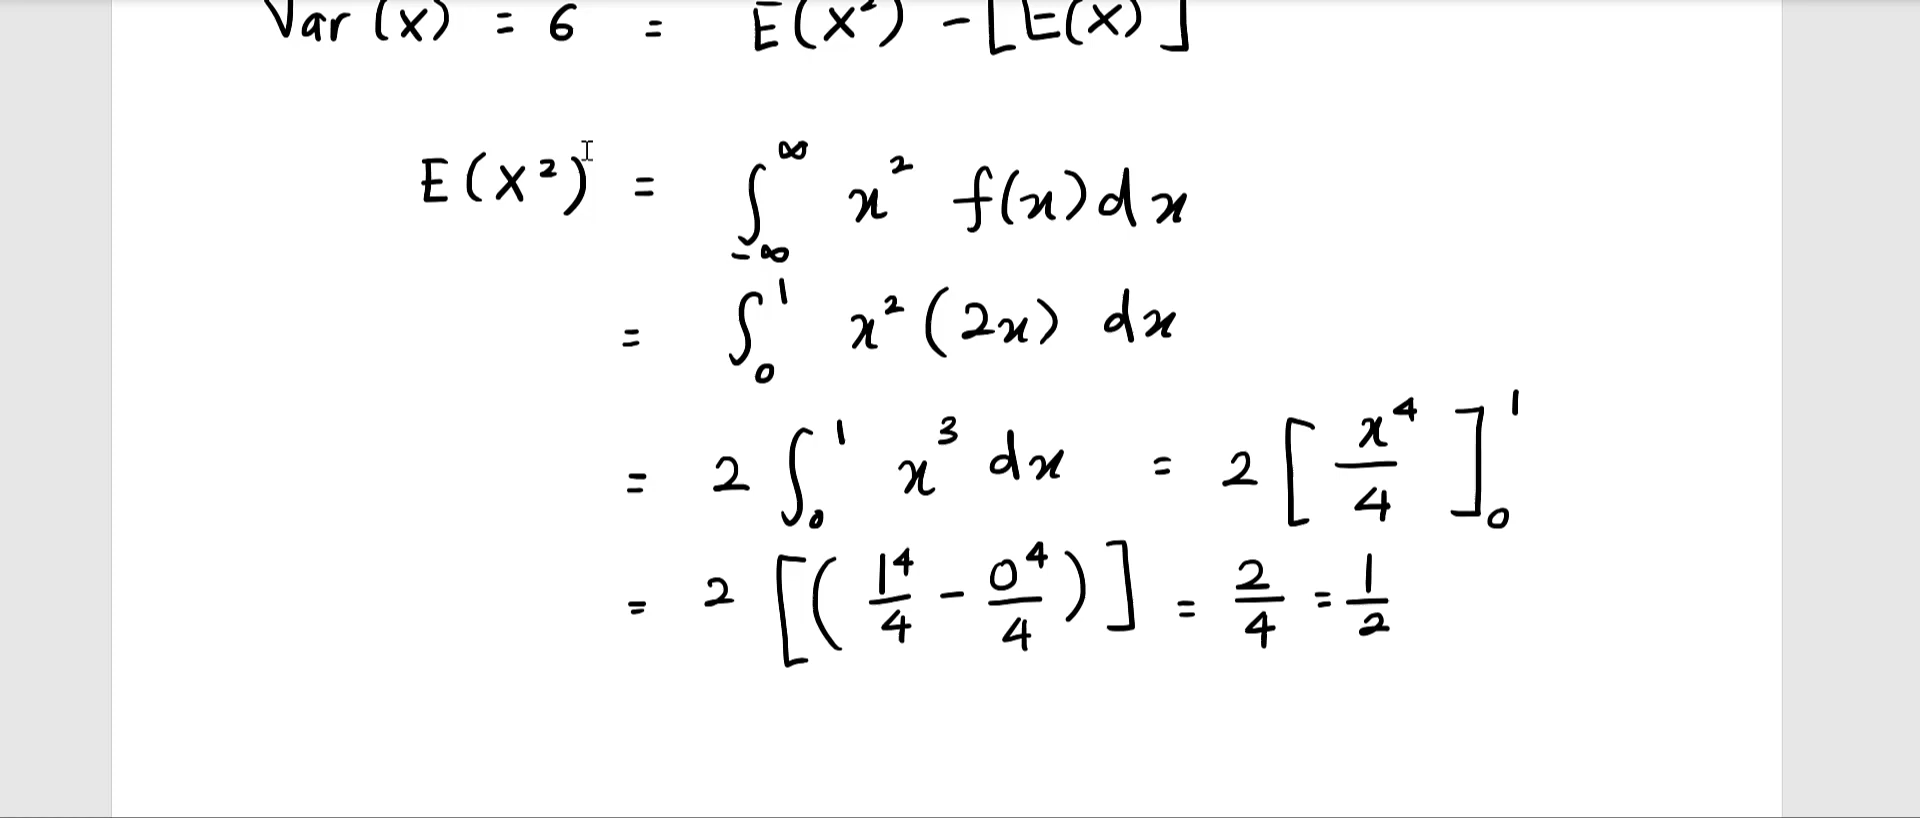 Var (X) = 6 = E(X²) - [E(X)]
E(X²) = ∫_{-∞}^{∞} x² f(x) dx
= ∫_0^1 x² (2x) dx
= 2 ∫_0^1 x³ dx = 2 [x⁴/4]_0^1
= 2 [(1⁴/4 - 0⁴/4)] = 2/4 = 1/2